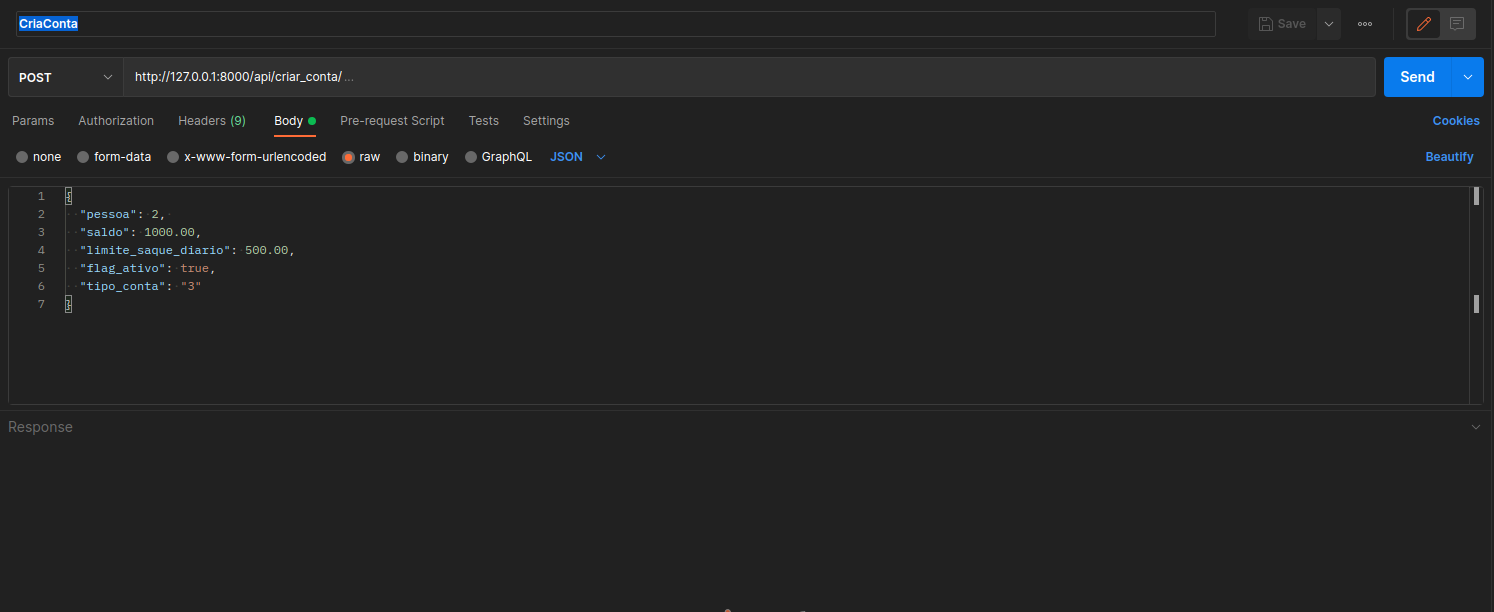 CriaConta
Save
POST
http://127.0.0.1:8000/api/criar_conta/ ...
Send
Params Authorization Headers (9) Body Pre-request Script Tests Settings Cookies
none form-data x-www-form-urlencoded raw binary GraphQL JSON Beautify
1 {
2 "pessoa": 2,
3 "saldo": 1000.00,
4 "limite_saque_diario": 500.00,
5 "flag_ativo": true,
6 "tipo_conta": "3"
7 }
Response